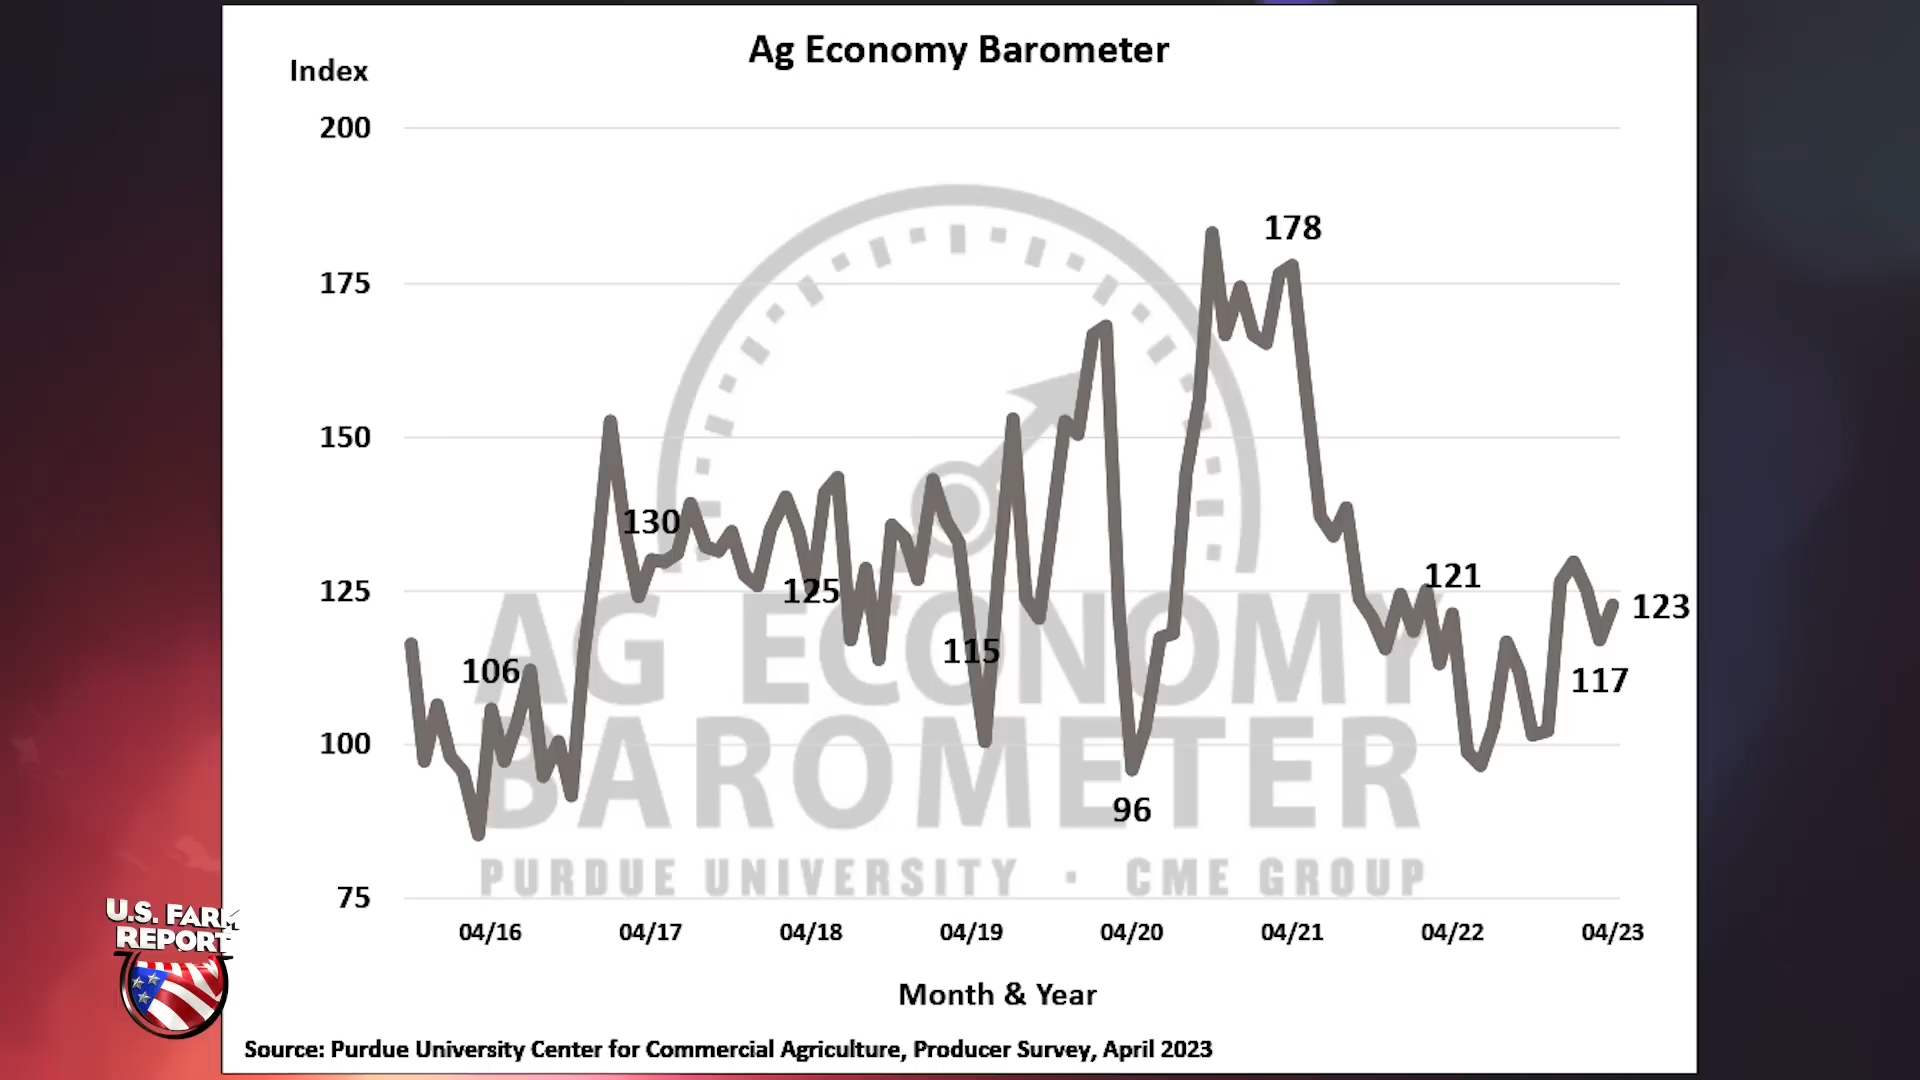 Ag Economy Barometer
Index
200
175
150
125
100
75
178
130
125
121
123
115
106
117
96
AG ECONOMY
BAROMETER
PURDUE UNIVERSITY · CME GROUP
04/16 04/17 04/18 04/19 04/20 04/21 04/22 04/23
Month & Year
Source: Purdue University Center for Commercial Agriculture, Producer Survey, April 2023
U.S. FARM
REPORT